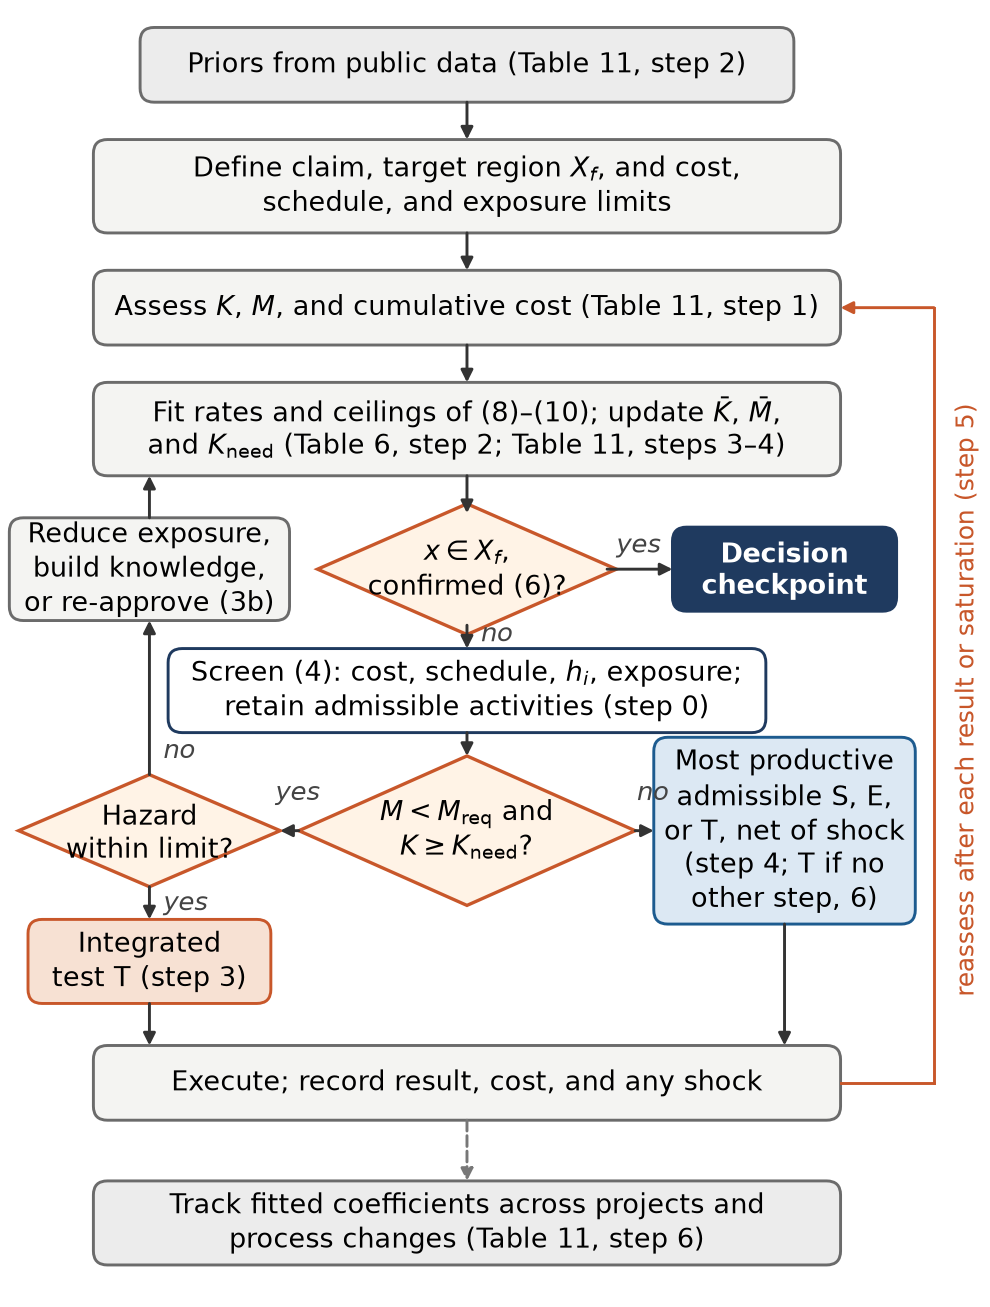 Priors from public data (Table 11, step 2)
Define claim, target region X_f, and cost,
schedule, and exposure limits
Assess K, M, and cumulative cost (Table 11, step 1)
Fit rates and ceilings of (8)–(10); update K̄, M̄,
and K_need (Table 6, step 2; Table 11, steps 3–4)
Reduce exposure,
build knowledge,
or re-approve (3b)
x ∈ X_f,
confirmed (6)?
yes
Decision
checkpoint
no
Screen (4): cost, schedule, h_i, exposure;
retain admissible activities (step 0)
no
Hazard
within limit?
yes
M < M_req and
K ≥ K_need?
no
Most productive
admissible S, E,
or T, net of shock
(step 4; T if no
other step, 6)
yes
Integrated
test T (step 3)
Execute; record result, cost, and any shock
Track fitted coefficients across projects and
process changes (Table 11, step 6)
reassess after each result or saturation (step 5)